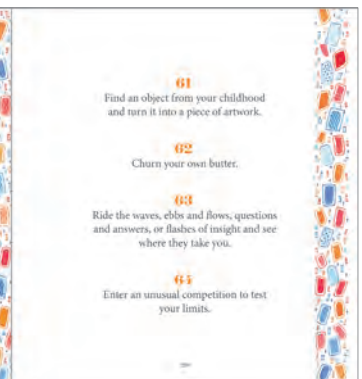 61
Find an object from your childhood
and turn it into a piece of artwork.
62
Churn your own butter.
63
Ride the waves, ebbs and flows, questions
and answers, or flashes of insight and see
where they take you.
64
Enter an unusual competition to test
your limits.